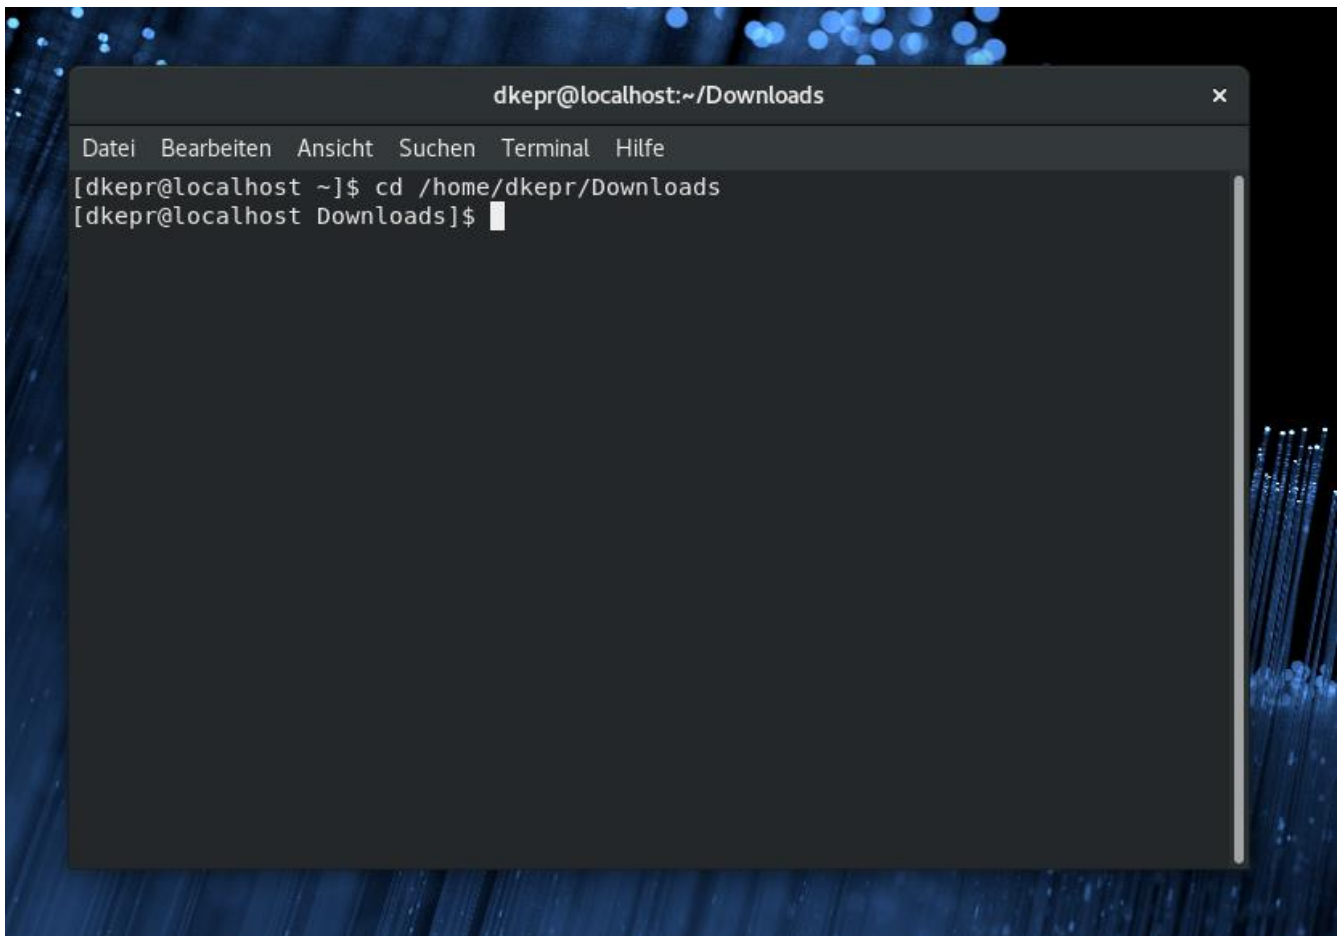 dkepr@localhost:~/Downloads ×
Datei Bearbeiten Ansicht Suchen Terminal Hilfe
[dkepr@localhost ~]$ cd /home/dkepr/Downloads
[dkepr@localhost Downloads]$